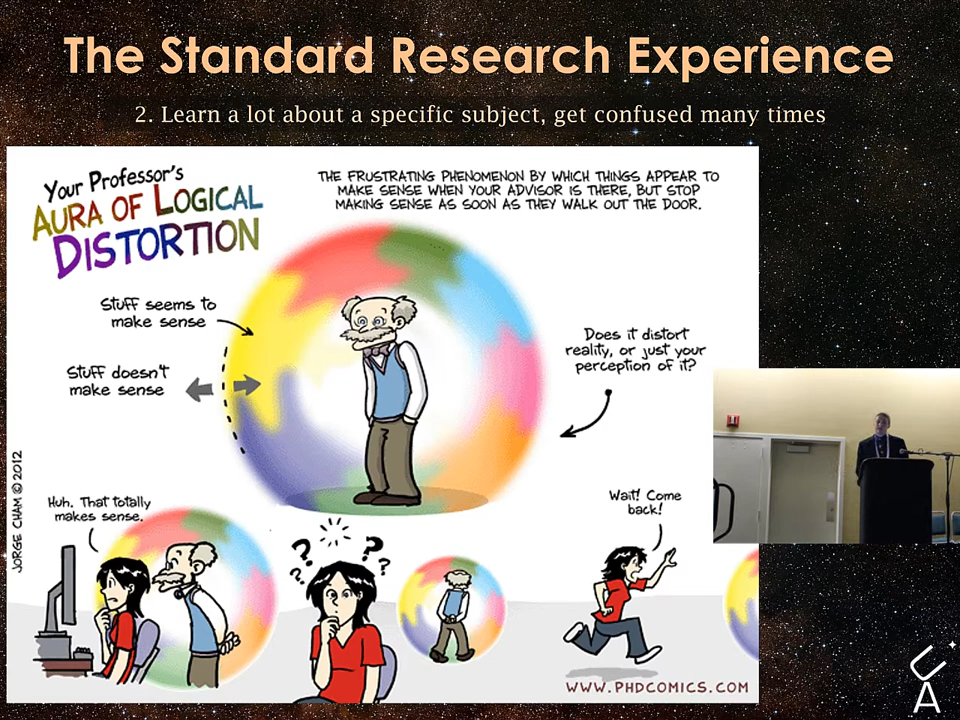 The Standard Research Experience
2. Learn a lot about a specific subject, get confused many times
Your Professor's
AURA OF LOGICAL
DISTORTION
THE FRUSTRATING PHENOMENON BY WHICH THINGS APPEAR TO
MAKE SENSE WHEN YOUR ADVISOR IS THERE, BUT STOP
MAKING SENSE AS SOON AS THEY WALK OUT THE DOOR.
Stuff seems to
make sense
Stuff doesn't
make sense
Does it distort
reality, or just your
perception of it?
JORGE CHAM © 2012
Huh. That totally
makes sense.
? ?
? ?
Wait! Come
back!
WWW.PHDCOMICS.COM
UA